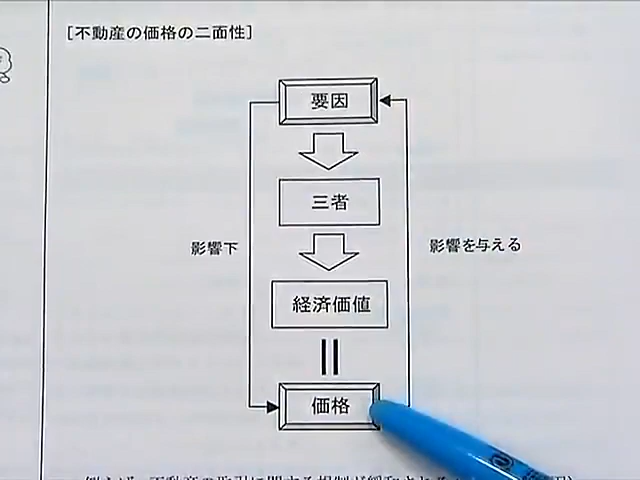 [不動産の価格の二面性]
要因
三者
影響下
影響を与える
経済価値
価格